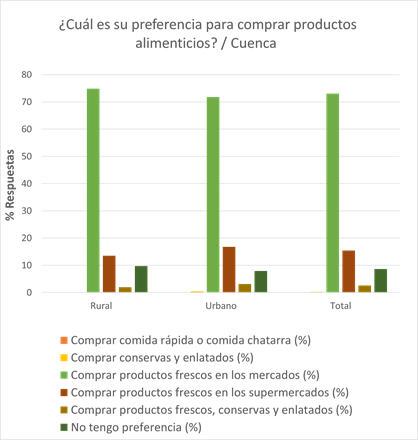 ¿Cuál es su preferencia para comprar productos
alimenticios? / Cuenca
% Respuestas
80
70
60
50
40
30
20
10
0
Rural
Urbano
Total
Comprar comida rápida o comida chatarra (%)
Comprar conservas y enlatados (%)
Comprar productos frescos en los mercados (%)
Comprar productos frescos en los supermercados (%)
Comprar productos frescos, conservas y enlatados (%)
No tengo preferencia (%)